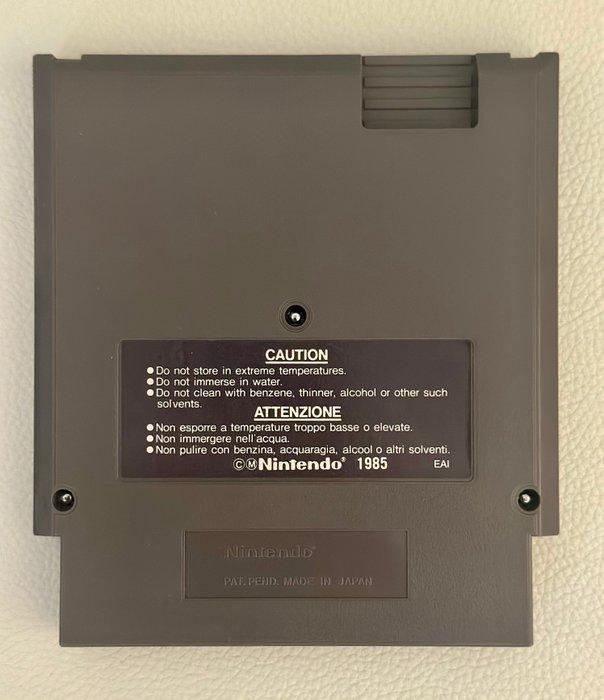 CAUTION
●Do not store in extreme temperatures.
●Do not immerse in water.
●Do not clean with benzene, thinner, alcohol or other such
solvents.
ATTENZIONE
●Non esporre a temperature troppo basse o elevate.
●Non immergere nell'acqua.
●Non pulire con benzina, acquaragia, alcool o altri solventi.
©ⓂNintendo® 1985 EAI
Nintendo®
PAT. PEND. MADE IN JAPAN